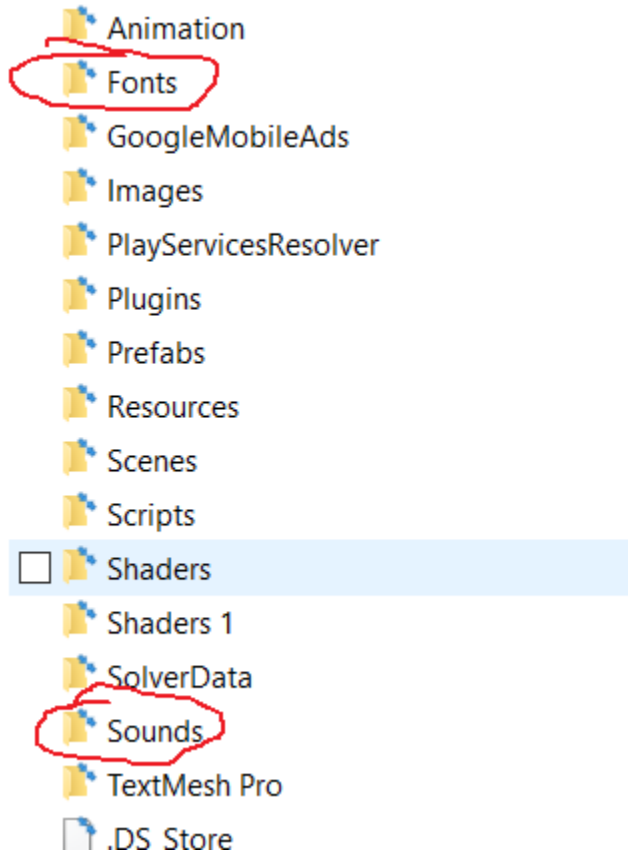 Animation
Fonts
GoogleMobileAds
Images
PlayServicesResolver
Plugins
Prefabs
Resources
Scenes
Scripts
Shaders
Shaders 1
SolverData
Sounds
TextMesh Pro
.DS_Store